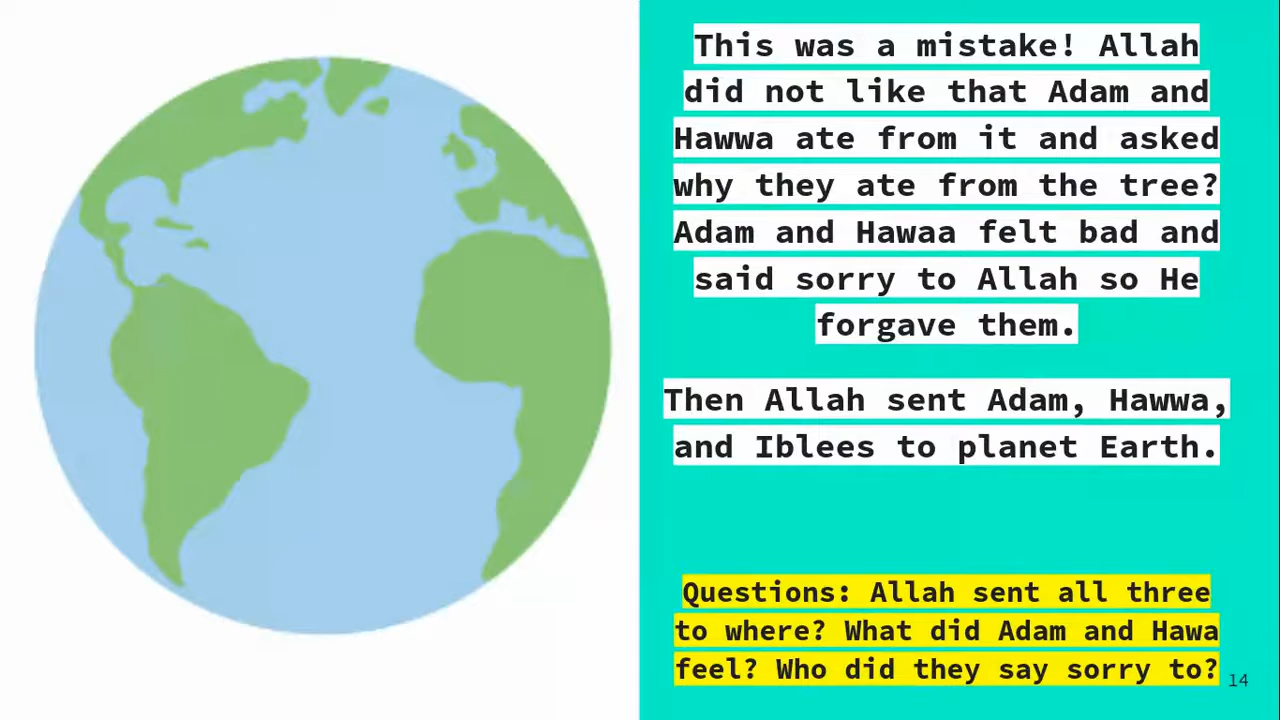 This was a mistake! Allah
did not like that Adam and
Hawwa ate from it and asked
why they ate from the tree?
Adam and Hawaa felt bad and
said sorry to Allah so He
forgave them.
Then Allah sent Adam, Hawwa,
and Iblees to planet Earth.
Questions: Allah sent all three
to where? What did Adam and Hawa
feel? Who did they say sorry to?
14